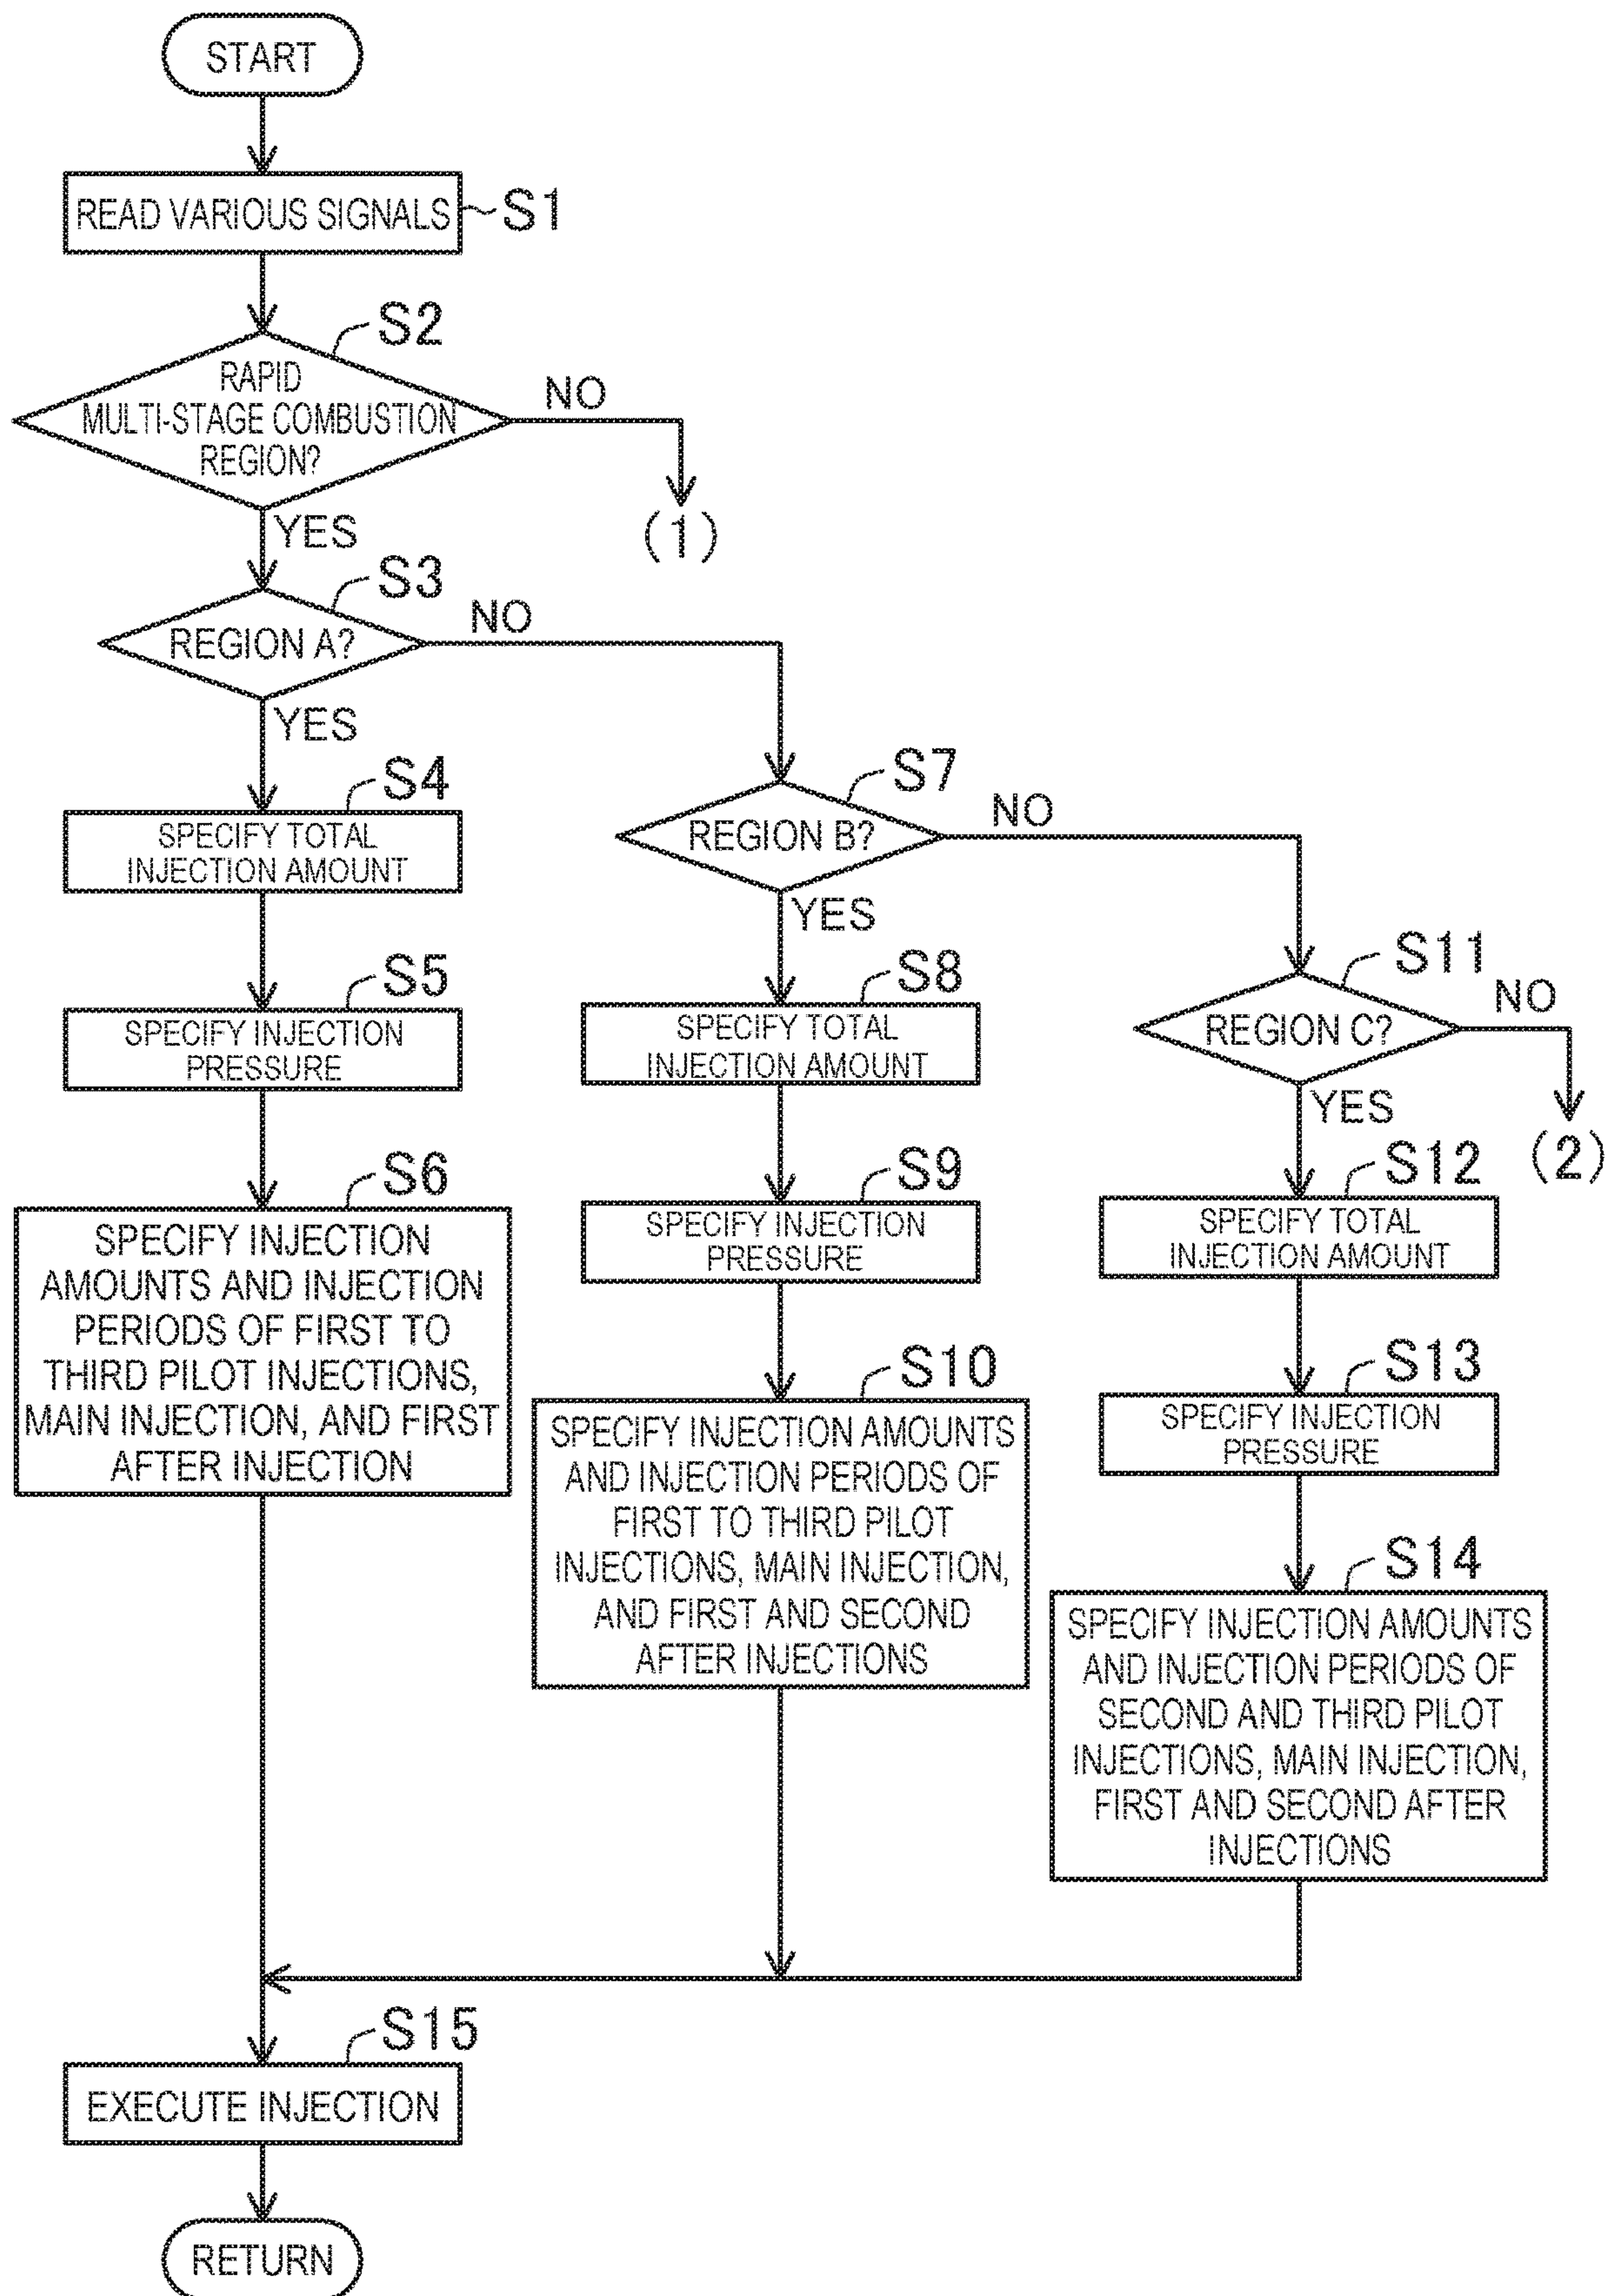 START
READ VARIOUS SIGNALS
S1
S2
RAPID
MULTI-STAGE COMBUSTION
REGION?
NO
(1)
YES
S3
REGION A?
NO
YES
S4
SPECIFY TOTAL
INJECTION AMOUNT
S5
SPECIFY INJECTION
PRESSURE
S6
SPECIFY INJECTION
AMOUNTS AND INJECTION
PERIODS OF FIRST TO
THIRD PILOT INJECTIONS,
MAIN INJECTION, AND FIRST
AFTER INJECTION
S7
REGION B?
NO
YES
S8
SPECIFY TOTAL
INJECTION AMOUNT
S9
SPECIFY INJECTION
PRESSURE
S10
SPECIFY INJECTION AMOUNTS
AND INJECTION PERIODS OF
FIRST TO THIRD PILOT
INJECTIONS, MAIN INJECTION,
AND FIRST AND SECOND
AFTER INJECTIONS
S11
REGION C?
NO
(2)
YES
S12
SPECIFY TOTAL
INJECTION AMOUNT
S13
SPECIFY INJECTION
PRESSURE
S14
SPECIFY INJECTION AMOUNTS
AND INJECTION PERIODS OF
SECOND AND THIRD PILOT
INJECTIONS, MAIN INJECTION,
FIRST AND SECOND AFTER
INJECTIONS
S15
EXECUTE INJECTION
RETURN